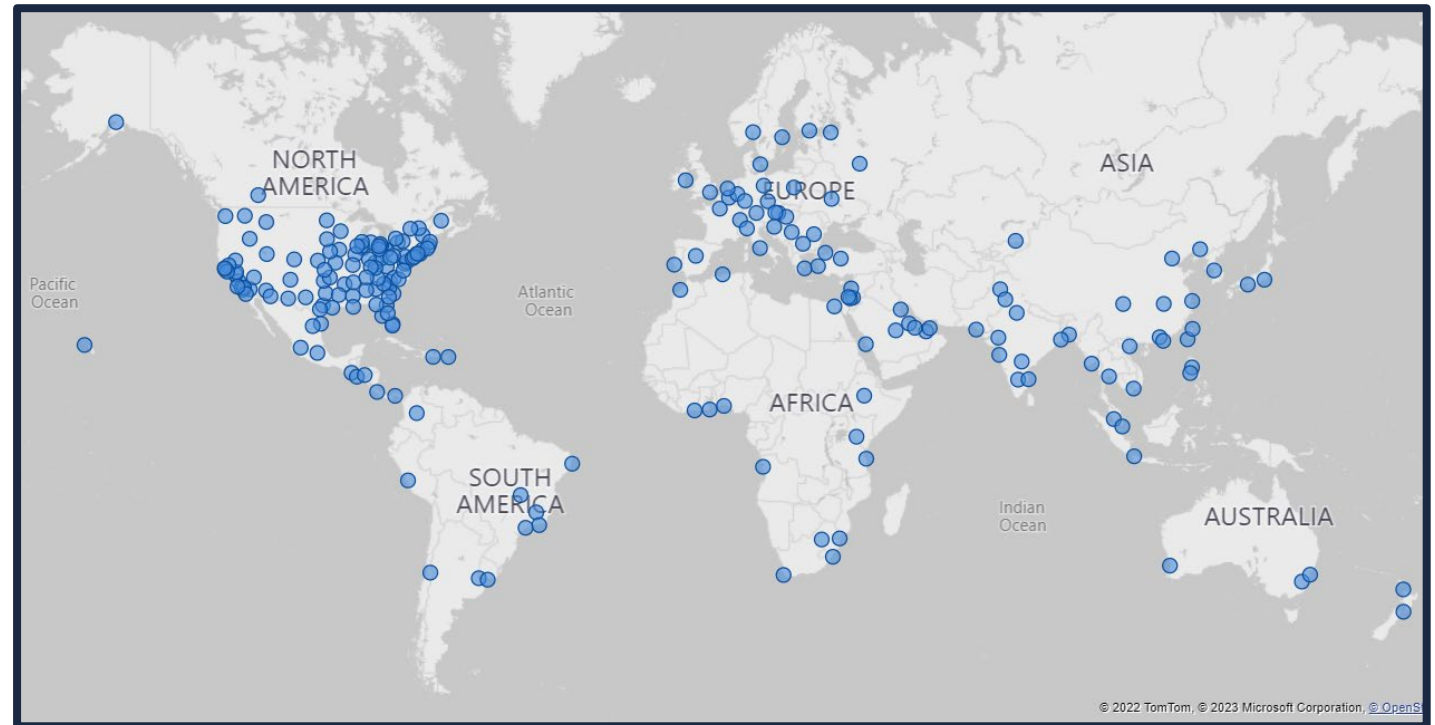 NORTH
AMERICA
EUROPE
ASIA
Pacific
Ocean
Atlantic
Ocean
AFRICA
SOUTH
AMERICA
Indian
Ocean
AUSTRALIA
© 2022 TomTom, © 2023 Microsoft Corporation, © OpenS